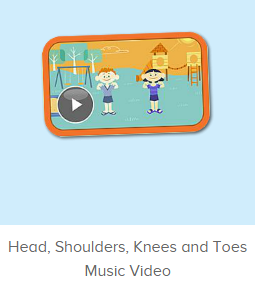 Head, Shoulders, Knees and Toes
Music Video